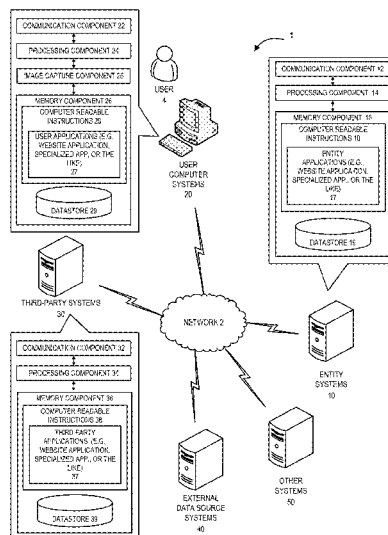 COMMUNICATION COMPONENT 22
PROCESSING COMPONENT 24
IMAGE CAPTURE COMPONENT 25
MEMORY COMPONENT 26
COMPUTER READABLE
INSTRUCTIONS 28
USER APPLICATIONS (E.G.,
WEBSITE APPLICATION,
SPECIALIZED APP, OR THE
LIKE)
27
DATASTORE 29
USER
4
USER
COMPUTER
SYSTEMS
20
1
COMMUNICATION COMPONENT 12
PROCESSING COMPONENT 14
MEMORY COMPONENT 16
COMPUTER READABLE
INSTRUCTIONS 18
ENTITY
APPLICATIONS (E.G.,
WEBSITE APPLICATION,
SPECIALIZED APP, OR THE
LIKE)
17
DATASTORE 19
THIRD-PARTY SYSTEMS
30
NETWORK 2
ENTITY
SYSTEMS
10
COMMUNICATION COMPONENT 32
PROCESSING COMPONENT 34
MEMORY COMPONENT 36
COMPUTER READABLE
INSTRUCTIONS 38
THIRD PARTY
APPLICATIONS (E.G.,
WEBSITE APPLICATION,
SPECIALIZED APP., OR THE
LIKE)
37
DATASTORE 39
EXTERNAL
DATA SOURCE
SYSTEMS
40
OTHER
SYSTEMS
50